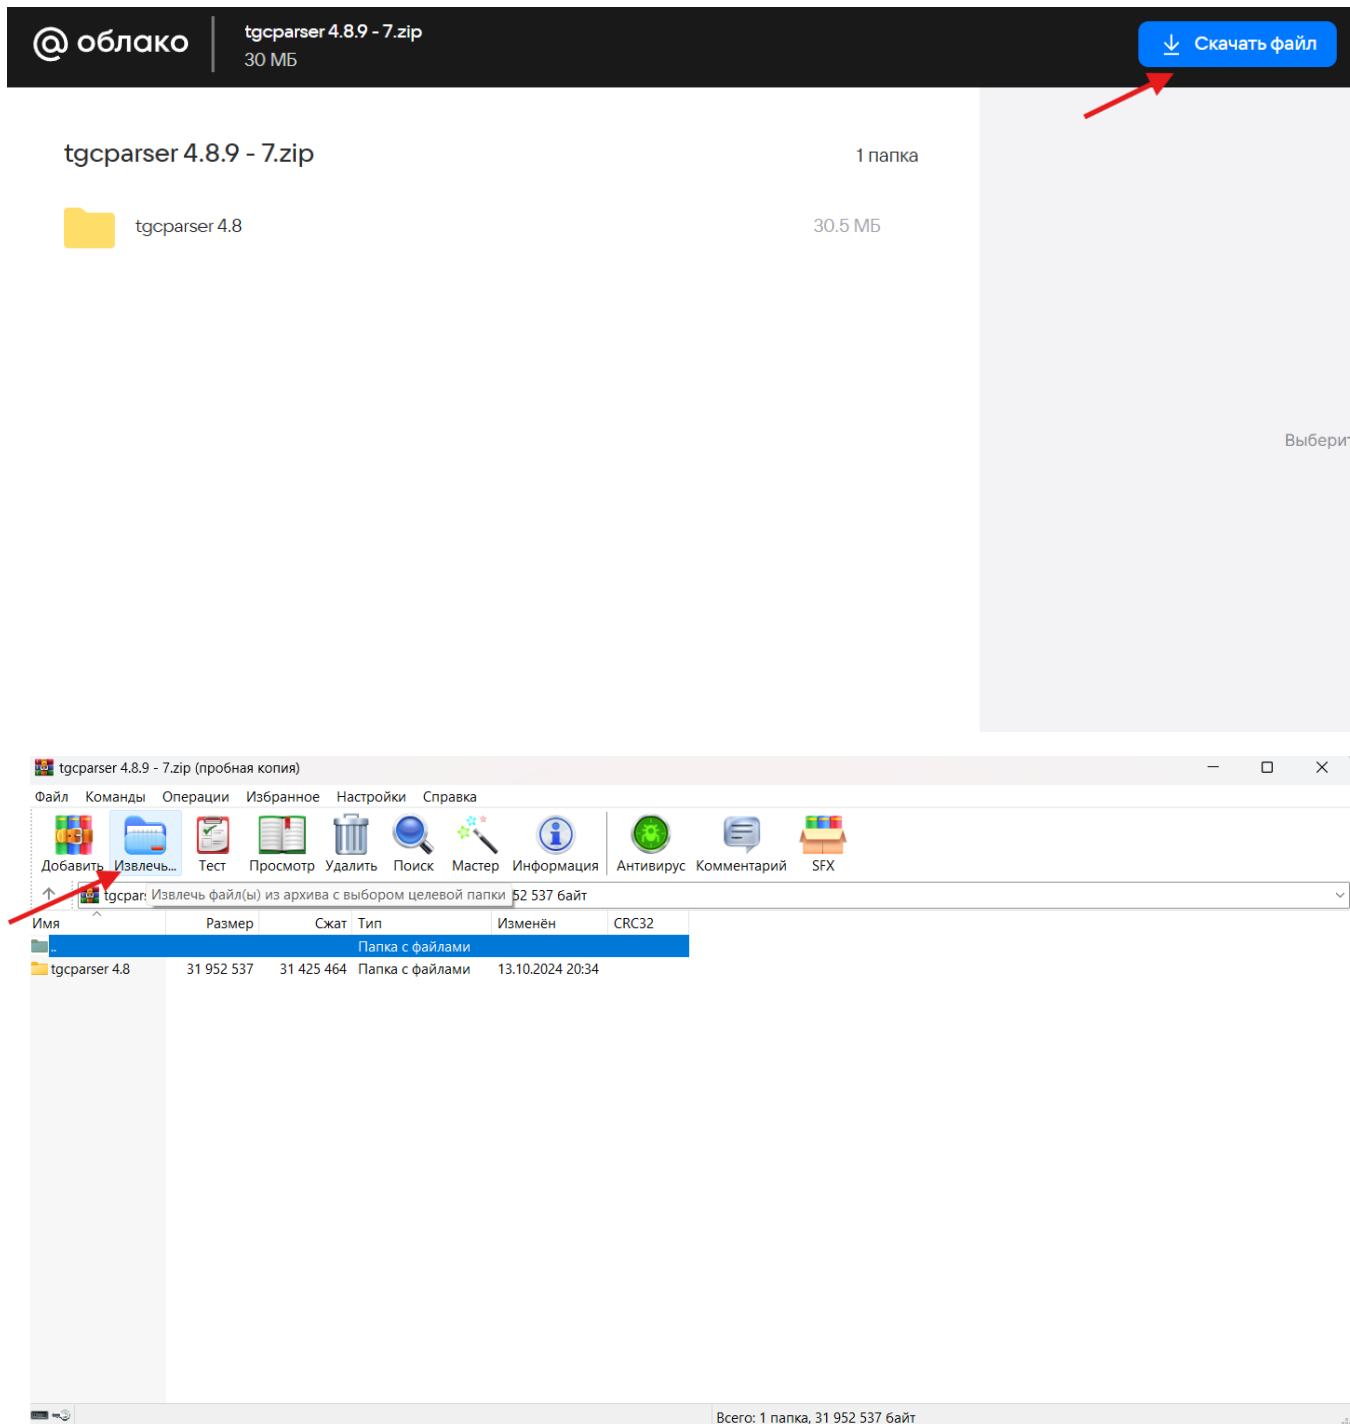 облако
tgcparser 4.8.9 - 7.zip
30 МБ
Скачать файл
tgcparser 4.8.9 - 7.zip
1 папка
tgcparser 4.8
30.5 МБ
Выберит
tgcparser 4.8.9 - 7.zip (пробная копия)
Файл Команды Операции Избранное Настройки Справка
Добавить Извлечь... Тест Просмотр Удалить Поиск Мастер Информация Антивирус Комментарий SFX
tgcpar Извлечь файл(ы) из архива с выбором целевой папки 52 537 байт
Имя Размер Сжат Тип Изменён CRC32
.. Папка с файлами
tgcparser 4.8 31 952 537 31 425 464 Папка с файлами 13.10.2024 20:34
Всего: 1 папка, 31 952 537 байт